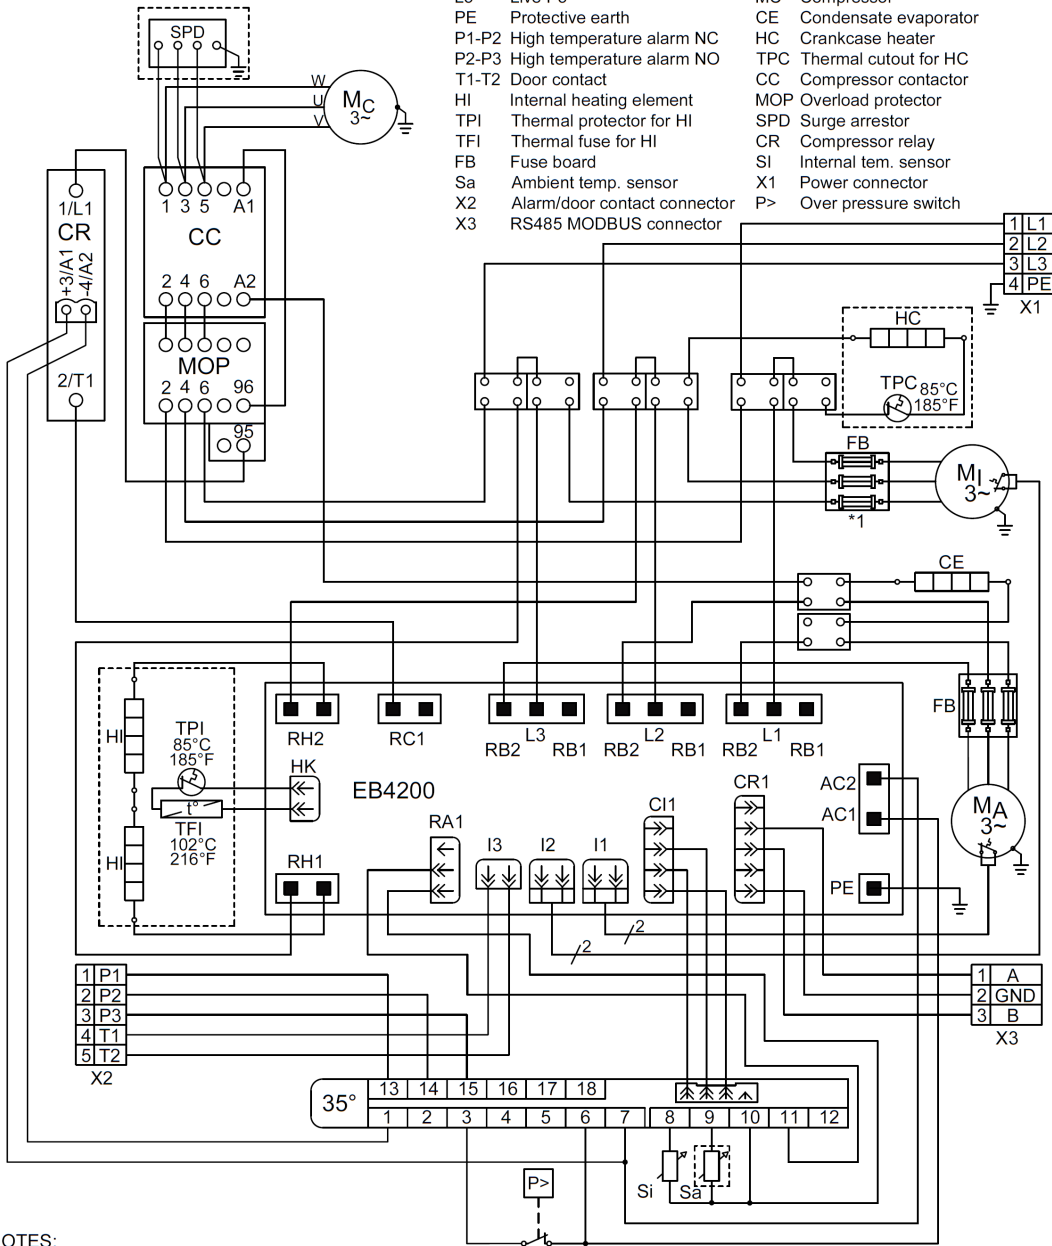 PE Protective earth
CE Condensate evaporator
P1-P2 High temperature alarm NC
HC Crankcase heater
P2-P3 High temperature alarm NO
TPC Thermal cutout for HC
T1-T2 Door contact
CC Compressor contactor
HI Internal heating element
MOP Overload protector
TPI Thermal protector for HI
SPD Surge arrestor
TFI Thermal fuse for HI
CR Compressor relay
FB Fuse board
SI Internal tem. sensor
Sa Ambient temp. sensor
X1 Power connector
X2 Alarm/door contact connector
P> Over pressure switch
X3 RS485 MODBUS connector
SPD
W
U
V
MC
3~
1/L1
CR
+3/A1
-4/A2
2/T1
1 3 5 A1
CC
2 4 6 A2
MOP
2 4 6 96
95
1 L1
2 L2
3 L3
4 PE
X1
HC
TPC 85°C
185°F
FB
*1
MI
3~
CE
FB
MA
3~
HI
HI
TPI
85°C
185°F
t°
TFI
102°C
216°F
RH2
RC1
RB2 L3 RB1
RB2 L2 RB1
RB2 L1 RB1
HK
EB4200
RA1
I3
I2
I1
CI1
CR1
AC2
AC1
PE
RH1
2
2
1 P1
2 P2
3 P3
4 T1
5 T2
X2
1 A
2 GND
3 B
X3
35°
13 14 15 16 17 18
1 2 3 4 5 6 7 8 9 10 11 12
P>
Si
Sa
OTES: